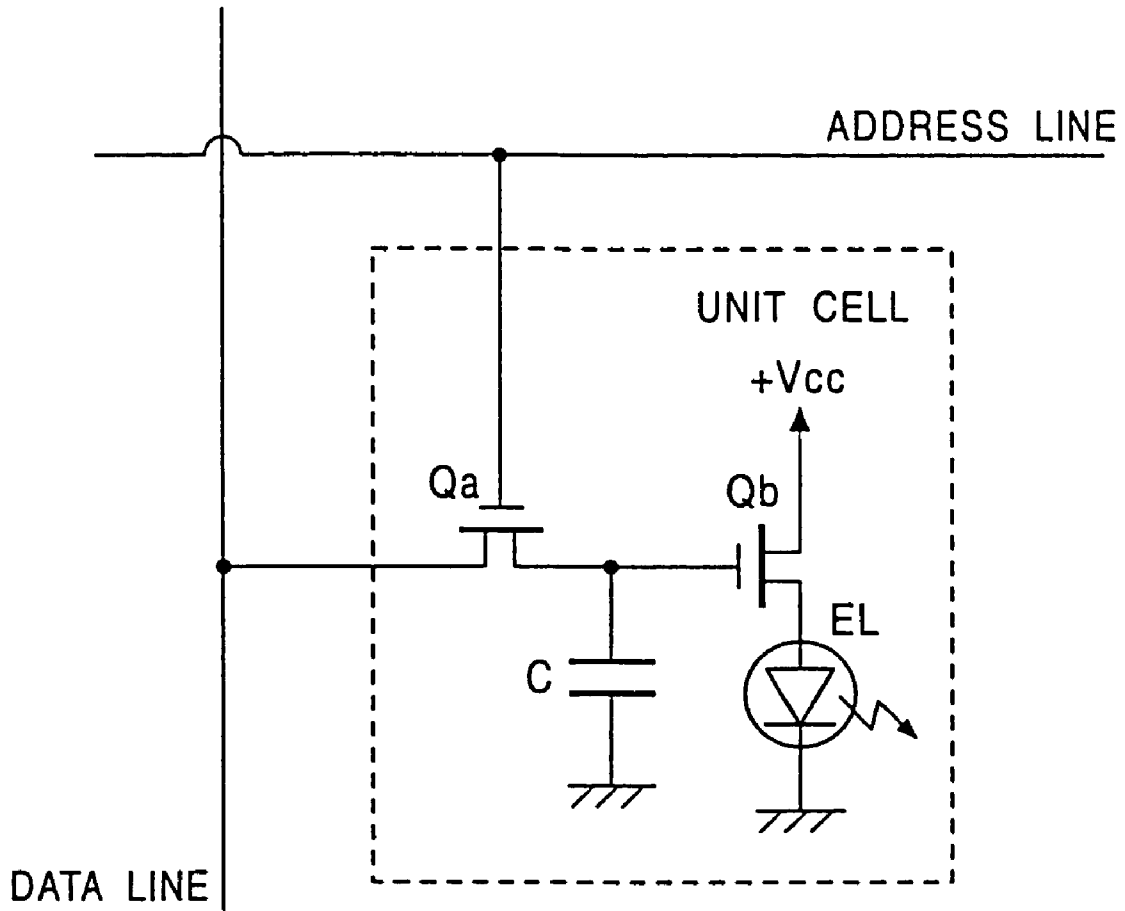 ADDRESS LINE
UNIT CELL
+Vcc
Qa
Qb
EL
C
DATA LINE